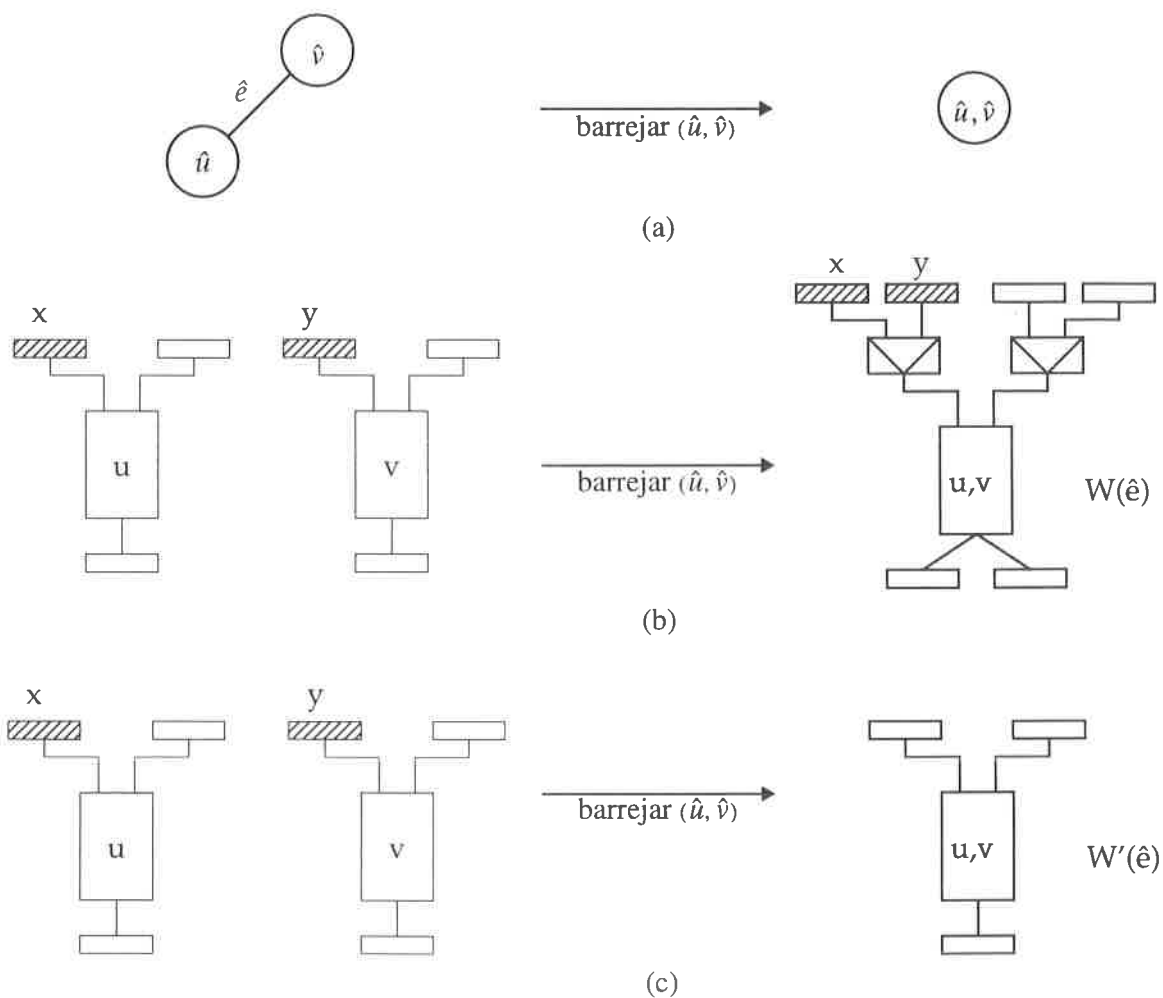 v̂
ê
û
barrejar (û, v̂)
û, v̂
(a)
x y
x y
u v
barrejar (û, v̂)
u,v
W(ê)
(b)
x y
u v
barrejar (û, v̂)
u,v
W'(ê)
(c)